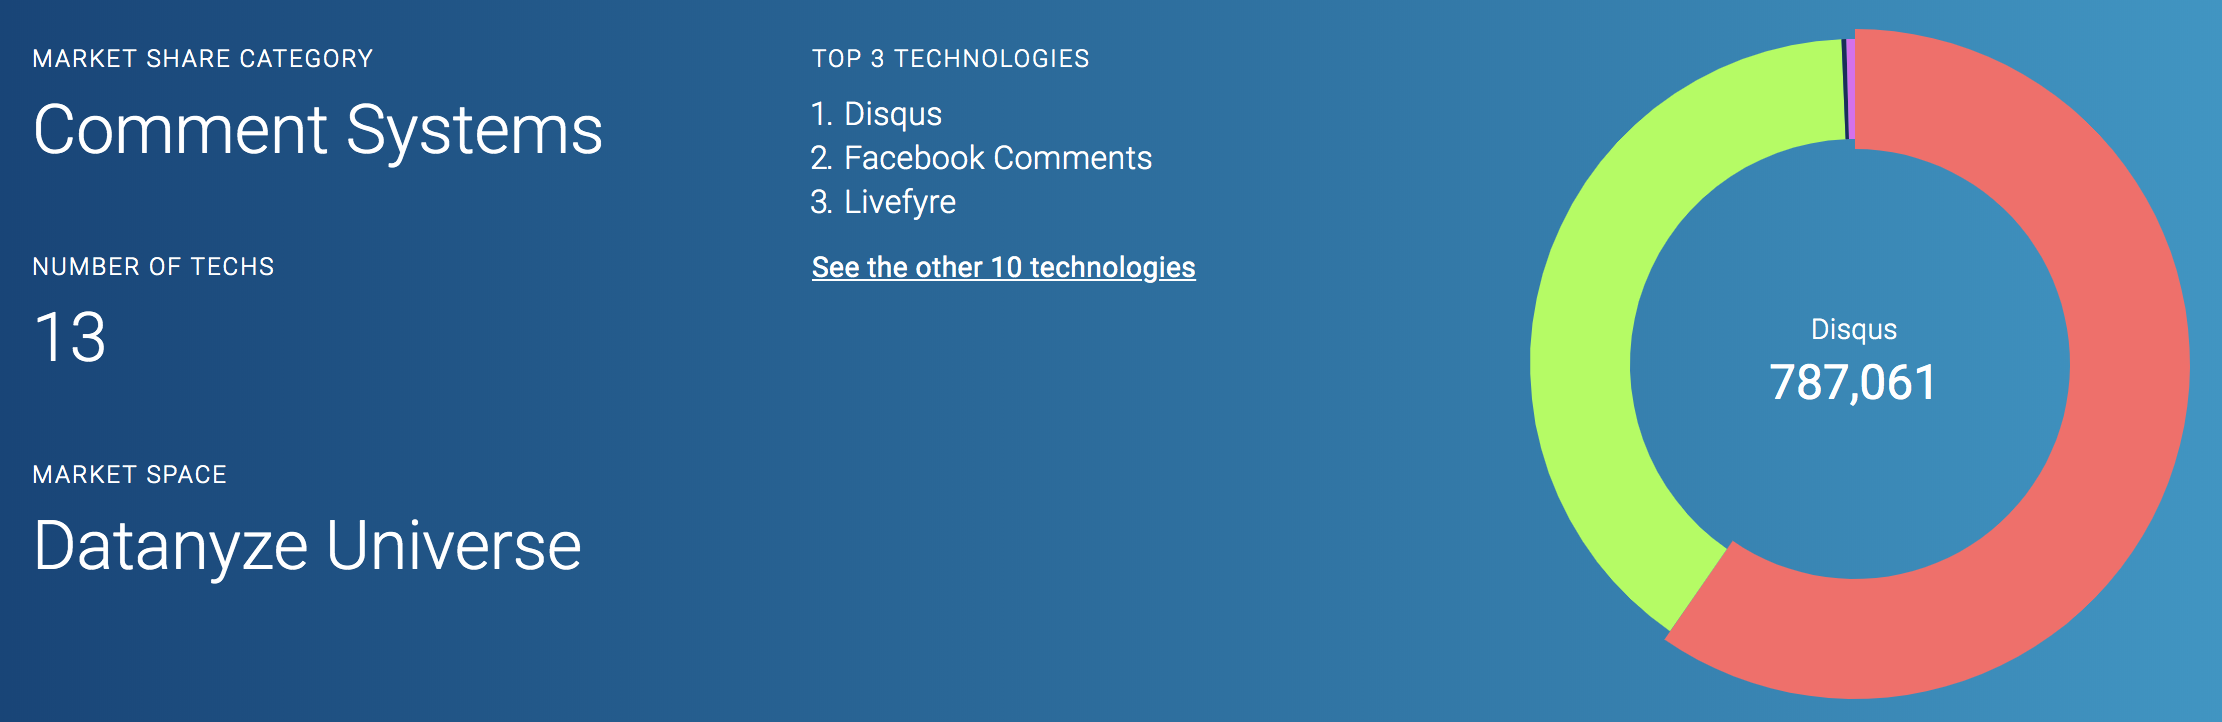 MARKET SHARE CATEGORY
Comment Systems
NUMBER OF TECHS
13
MARKET SPACE
Datanyze Universe
TOP 3 TECHNOLOGIES
1. Disqus
2. Facebook Comments
3. Livefyre
See the other 10 technologies
Disqus
787,061